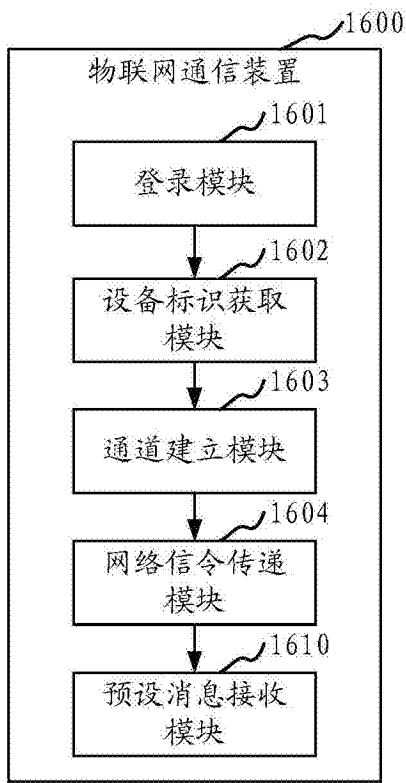 1600
物联网通信装置
1601
登录模块
1602
设备标识获取
模块
1603
通道建立模块
1604
网络信令传递
模块
1610
预设消息接收
模块